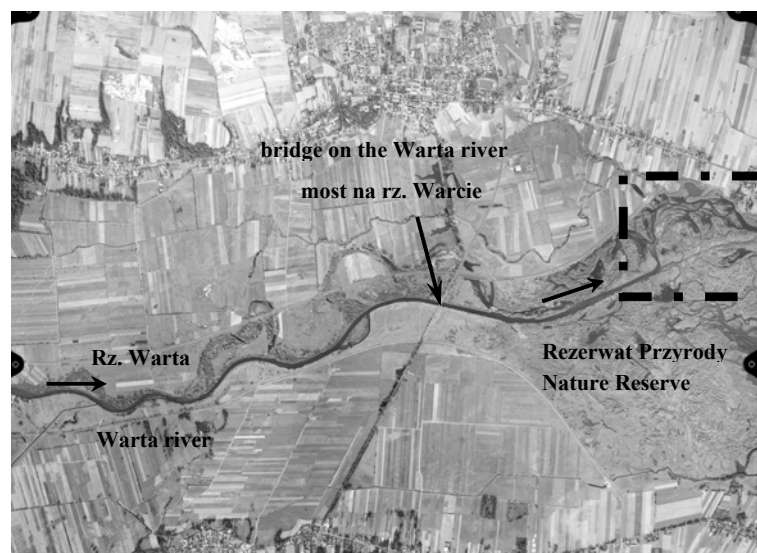 bridge on the Warta river
most na rz. Warcie
Rz. Warta
Rezerwat Przyrody
Nature Reserve
Warta river